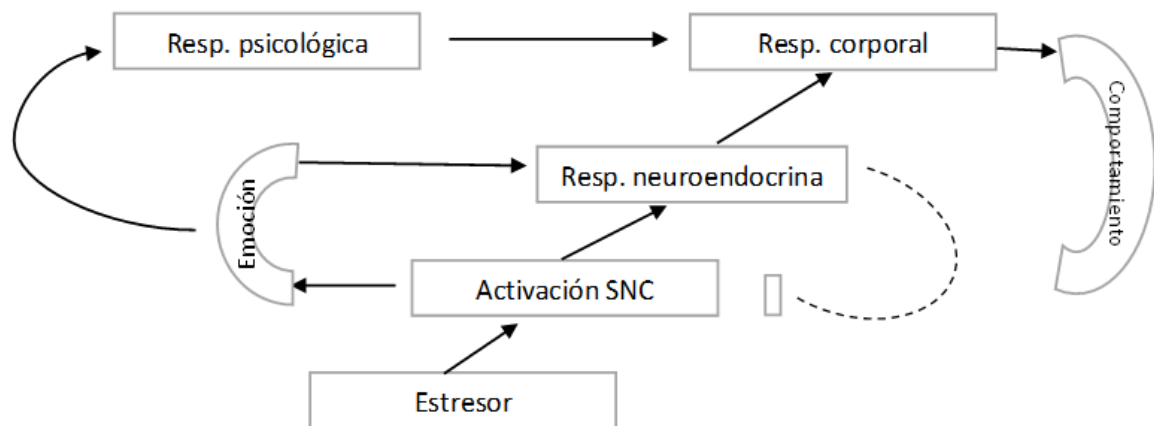 Resp. psicológica
Resp. corporal
Comportamiento
Resp. neuroendocrina
Emoción
Activación SNC
Estresor